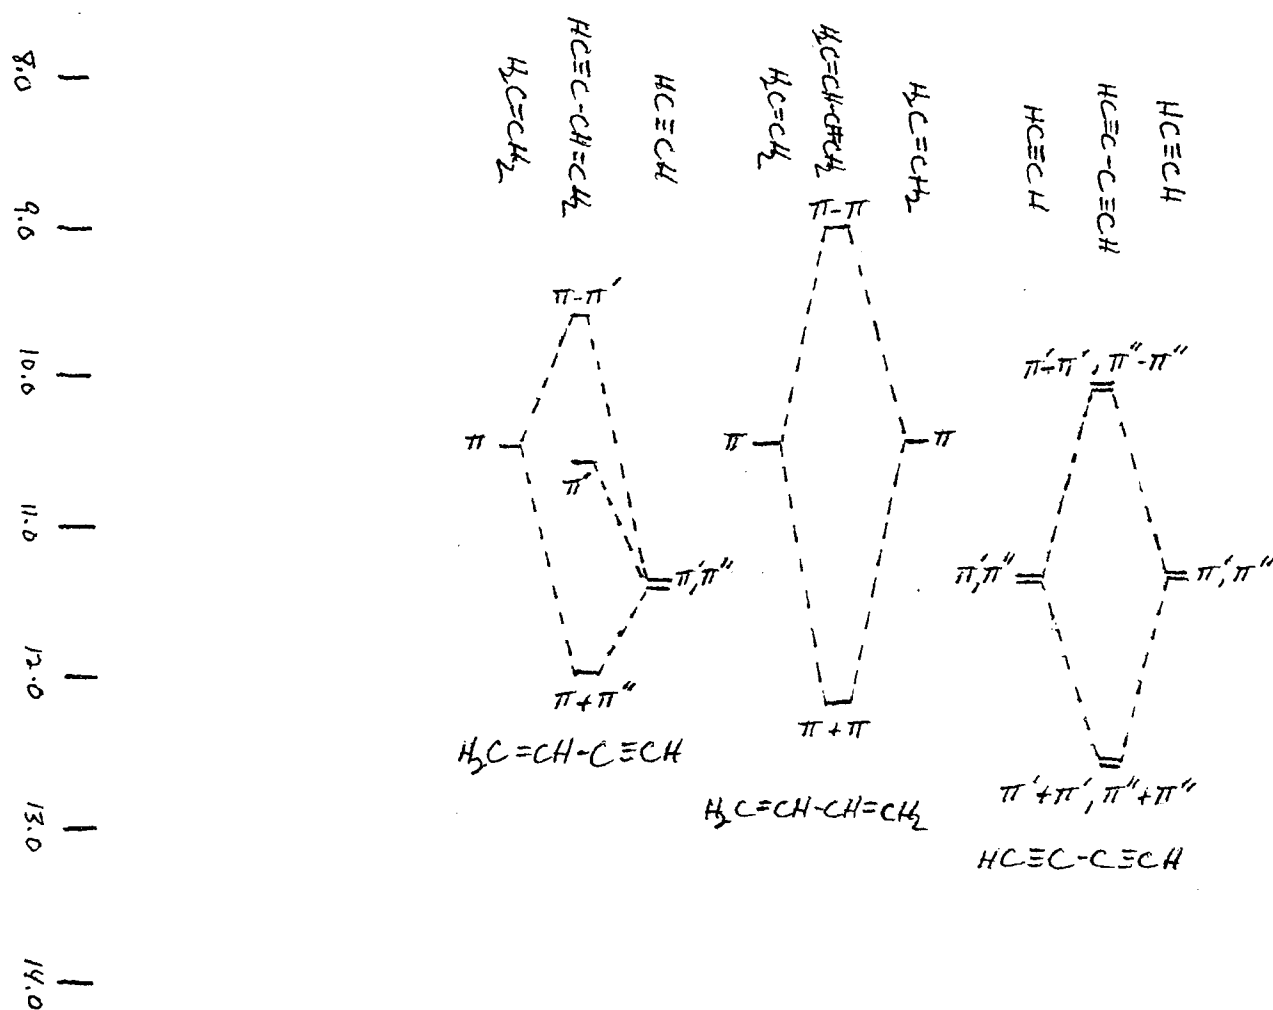 8.0
9.0
10.0
11.0
12.0
13.0
14.0
H₂C=CH₂
HC≡C-CH=CH₂
HC≡CH
π-π′
π
π′
π′,π″
π+π″
H₂C=CH-C≡CH
H₂C=CH₂
H₂C=CH-CH=CH₂
H₂C=CH₂
π-π
π
π
π+π
H₂C=CH-CH=CH₂
HC≡CH
HC≡C-C≡CH
HC≡CH
π′-π′, π″-π″
π′,π″
π′,π″
π′+π′, π″+π″
HC≡C-C≡CH